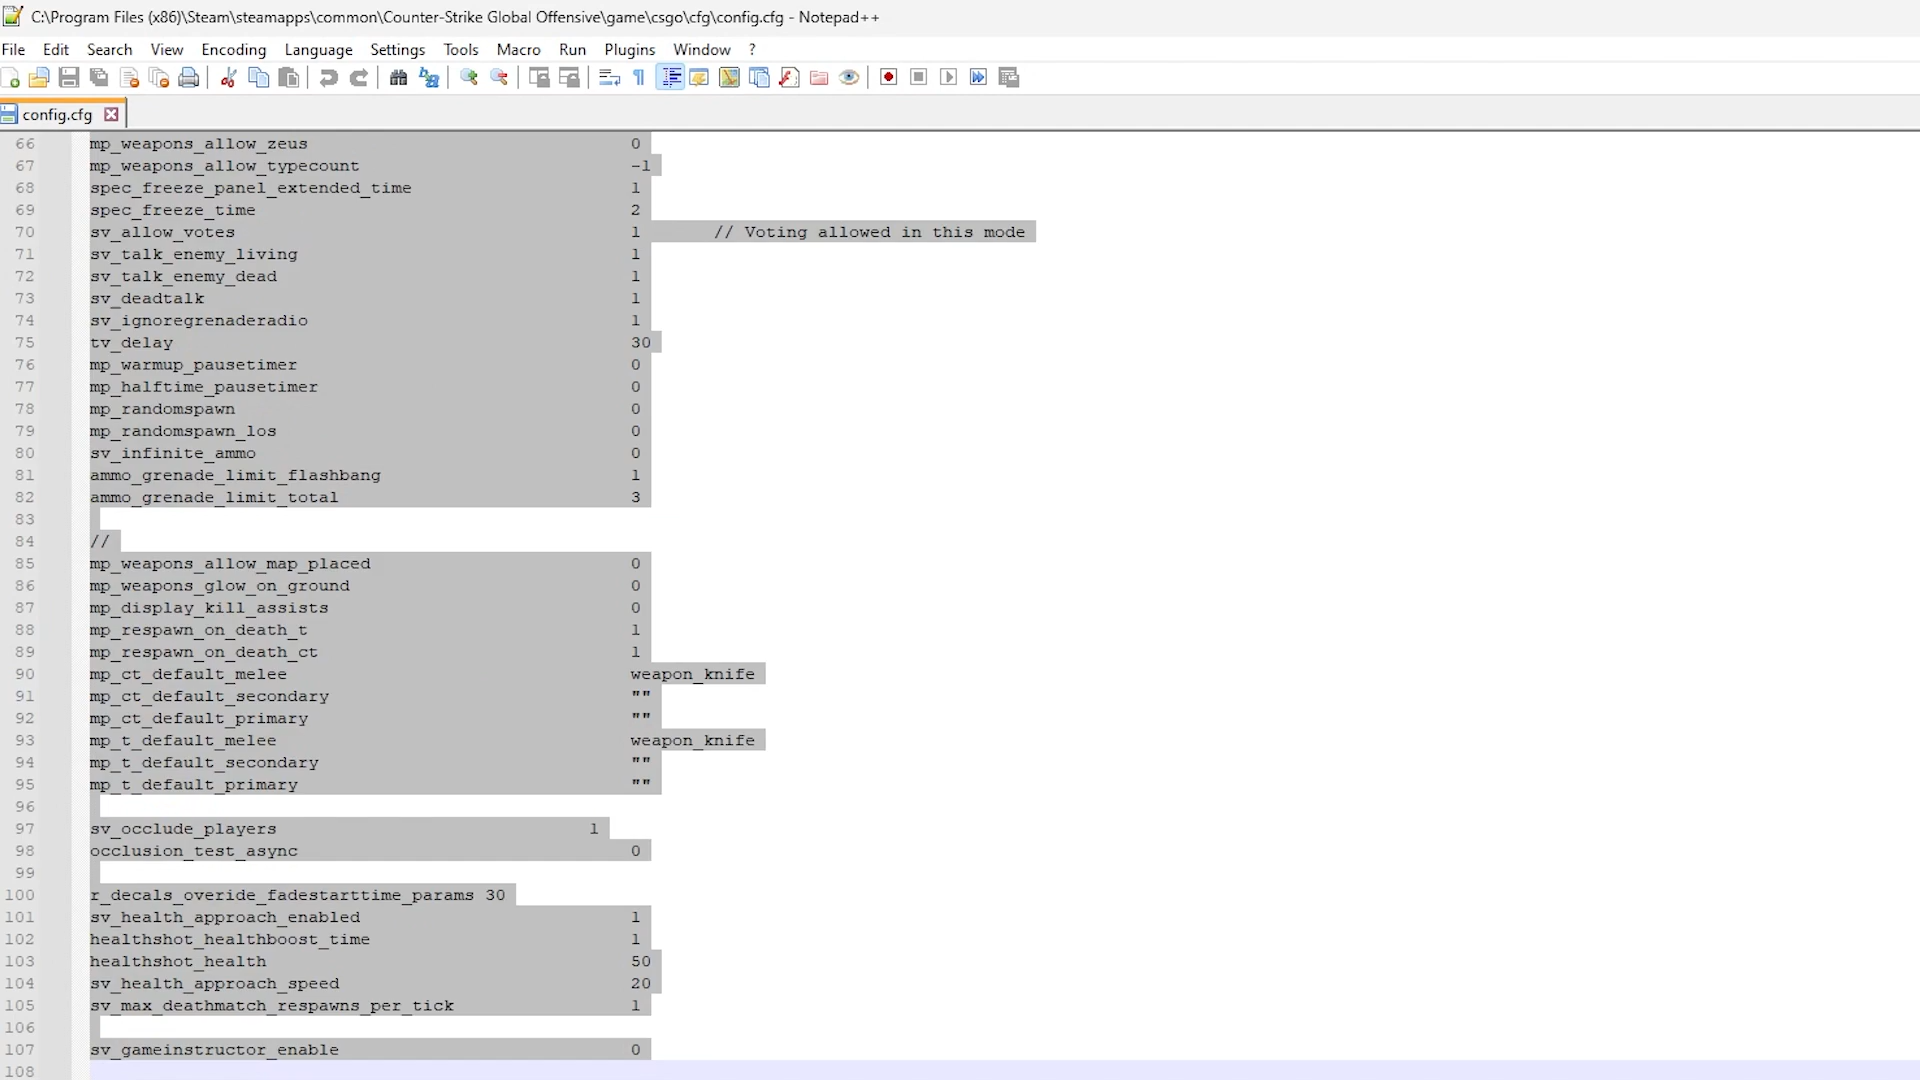 C:\Program Files (x86)\Steam\steamapps\common\Counter-Strike Global Offensive\game\csgo\cfg\config.cfg - Notepad++
File Edit Search View Encoding Language Settings Tools Macro Run Plugins Window ?
config.cfg
66 mp_weapons_allow_zeus 0
67 mp_weapons_allow_typecount -1
68 spec_freeze_panel_extended_time 1
69 spec_freeze_time 2
70 sv_allow_votes 1 // Voting allowed in this mode
71 sv_talk_enemy_living 1
72 sv_talk_enemy_dead 1
73 sv_deadtalk 1
74 sv_ignoregrenaderadio 1
75 tv_delay 30
76 mp_warmup_pausetimer 0
77 mp_halftime_pausetimer 0
78 mp_randomspawn 0
79 mp_randomspawn_los 0
80 sv_infinite_ammo 0
81 ammo_grenade_limit_flashbang 1
82 ammo_grenade_limit_total 3
83
84 //
85 mp_weapons_allow_map_placed 0
86 mp_weapons_glow_on_ground 0
87 mp_display_kill_assists 0
88 mp_respawn_on_death_t 1
89 mp_respawn_on_death_ct 1
90 mp_ct_default_melee weapon_knife
91 mp_ct_default_secondary ""
92 mp_ct_default_primary ""
93 mp_t_default_melee weapon_knife
94 mp_t_default_secondary ""
95 mp_t_default_primary ""
96
97 sv_occlude_players 1
98 occlusion_test_async 0
99
100 r_decals_overide_fadestarttime_params 30
101 sv_health_approach_enabled 1
102 healthshot_healthboost_time 1
103 healthshot_health 50
104 sv_health_approach_speed 20
105 sv_max_deathmatch_respawns_per_tick 1
106
107 sv_gameinstructor_enable 0
108